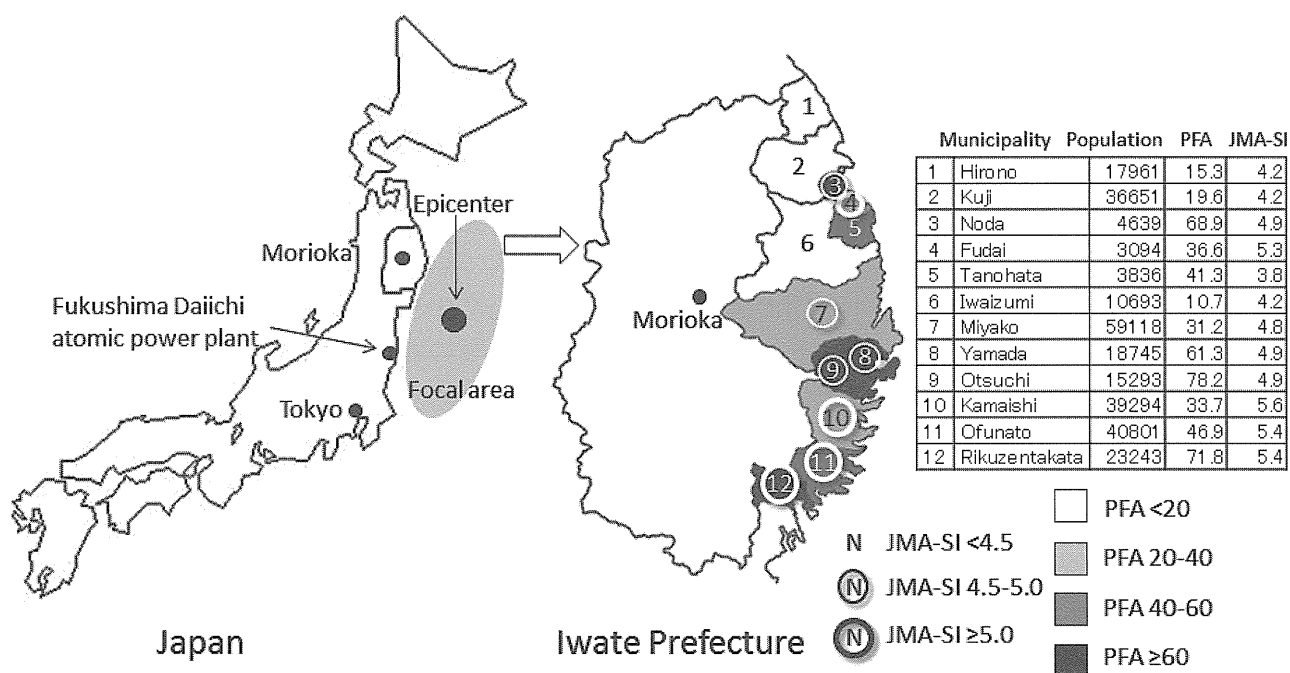 Epicenter
Morioka
Fukushima Daiichi
atomic power plant
Focal area
Tokyo
Japan
1
2
3
4
5
6
Morioka
7
8
9
10
11
12
Iwate Prefecture
Municipality Population PFA JMA-SI
1 Hirono 17961 15.3 4.2
2 Kuji 36651 19.6 4.2
3 Noda 4639 68.9 4.9
4 Fudai 3094 36.6 5.3
5 Tanohata 3836 41.3 3.8
6 Iwaizumi 10693 10.7 4.2
7 Miyako 59118 31.2 4.8
8 Yamada 18745 61.3 4.9
9 Otsuchi 15293 78.2 4.9
10 Kamaishi 39294 33.7 5.6
11 Ofunato 40801 46.9 5.4
12 Rikuzentakata 23243 71.8 5.4
N JMA-SI <4.5
N JMA-SI 4.5-5.0
N JMA-SI ≥5.0
PFA <20
PFA 20-40
PFA 40-60
PFA ≥60